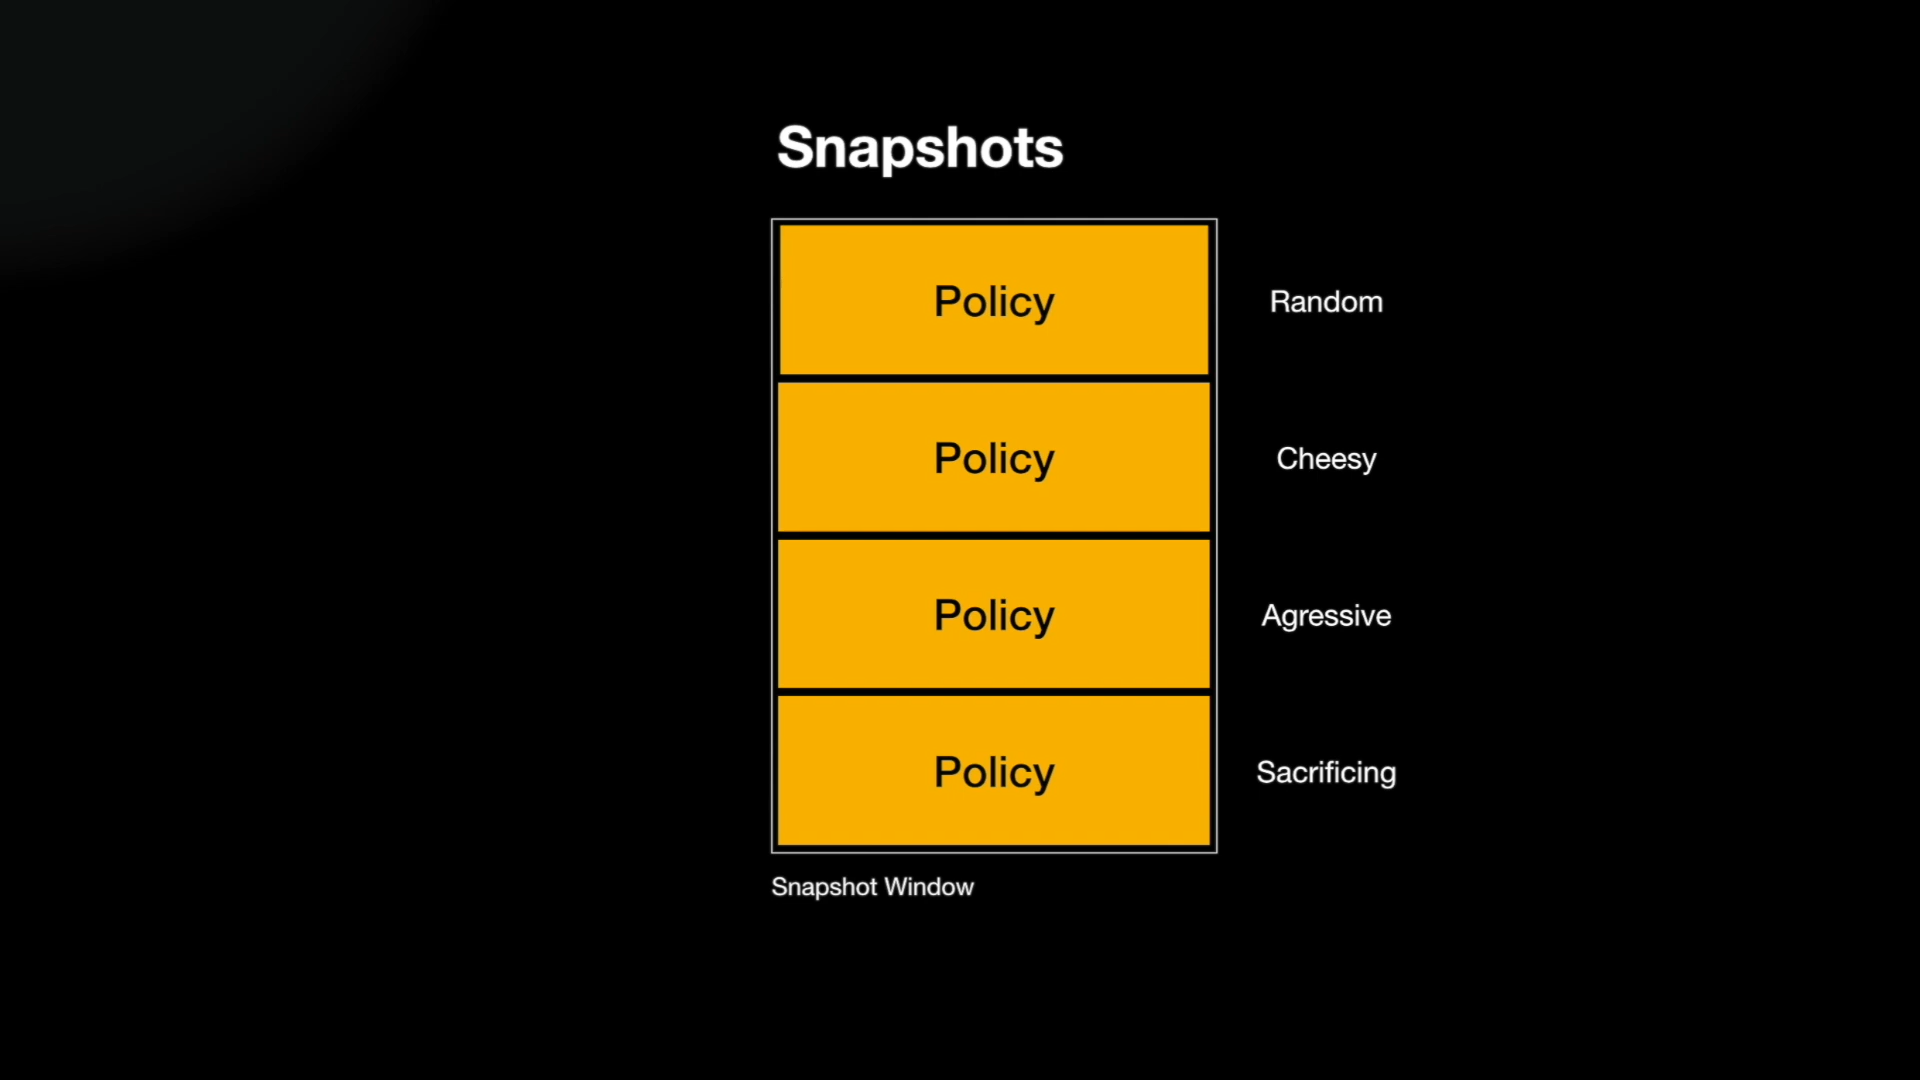 Snapshots
Policy
Random
Policy
Cheesy
Policy
Agressive
Policy
Sacrificing
Snapshot Window